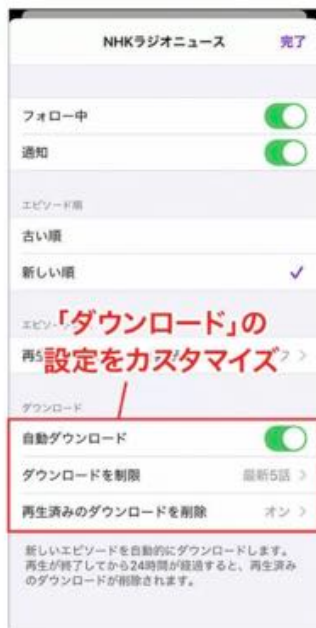 NHKラジオニュース 完了
フォロー中
通知
エピソード順
古い順
新しい順
「ダウンロード」の
設定をカスタマイズ
ダウンロード
自動ダウンロード
ダウンロードを制限 最新5話
再生済みのダウンロードを削除 オン
新しいエピソードを自動的にダウンロードします。
再生が終了してから24時間が経過すると、再生済み
のダウンロードが削除されます。